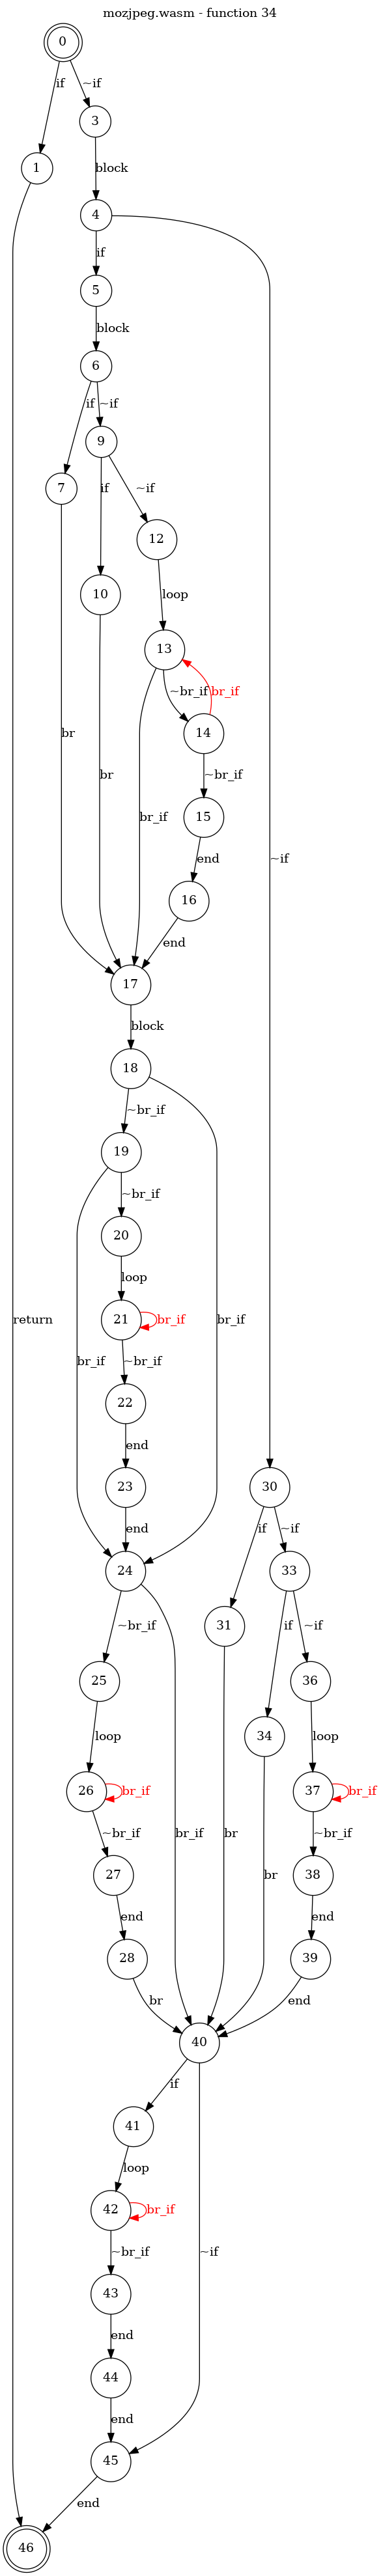 mozjpeg.wasm - function 34
0
if
~if
3
1
block
4
if
5
block
6
if
~if
9
7
if
~if
12
10
loop
13
~br_if
br_if
14
br
br
br_if
~br_if
15
~if
end
16
end
17
block
18
~br_if
19
~br_if
20
loop
return
21
br_if
br_if
br_if
~br_if
22
end
23
30
end
if
~if
24
33
~br_if
31
if
~if
25
36
34
loop
loop
26
br_if
37
br_if
~br_if
br_if
br
~br_if
27
br
38
end
end
28
39
br
end
40
if
41
loop
42
br_if
~br_if
~if
43
end
44
end
45
end
46